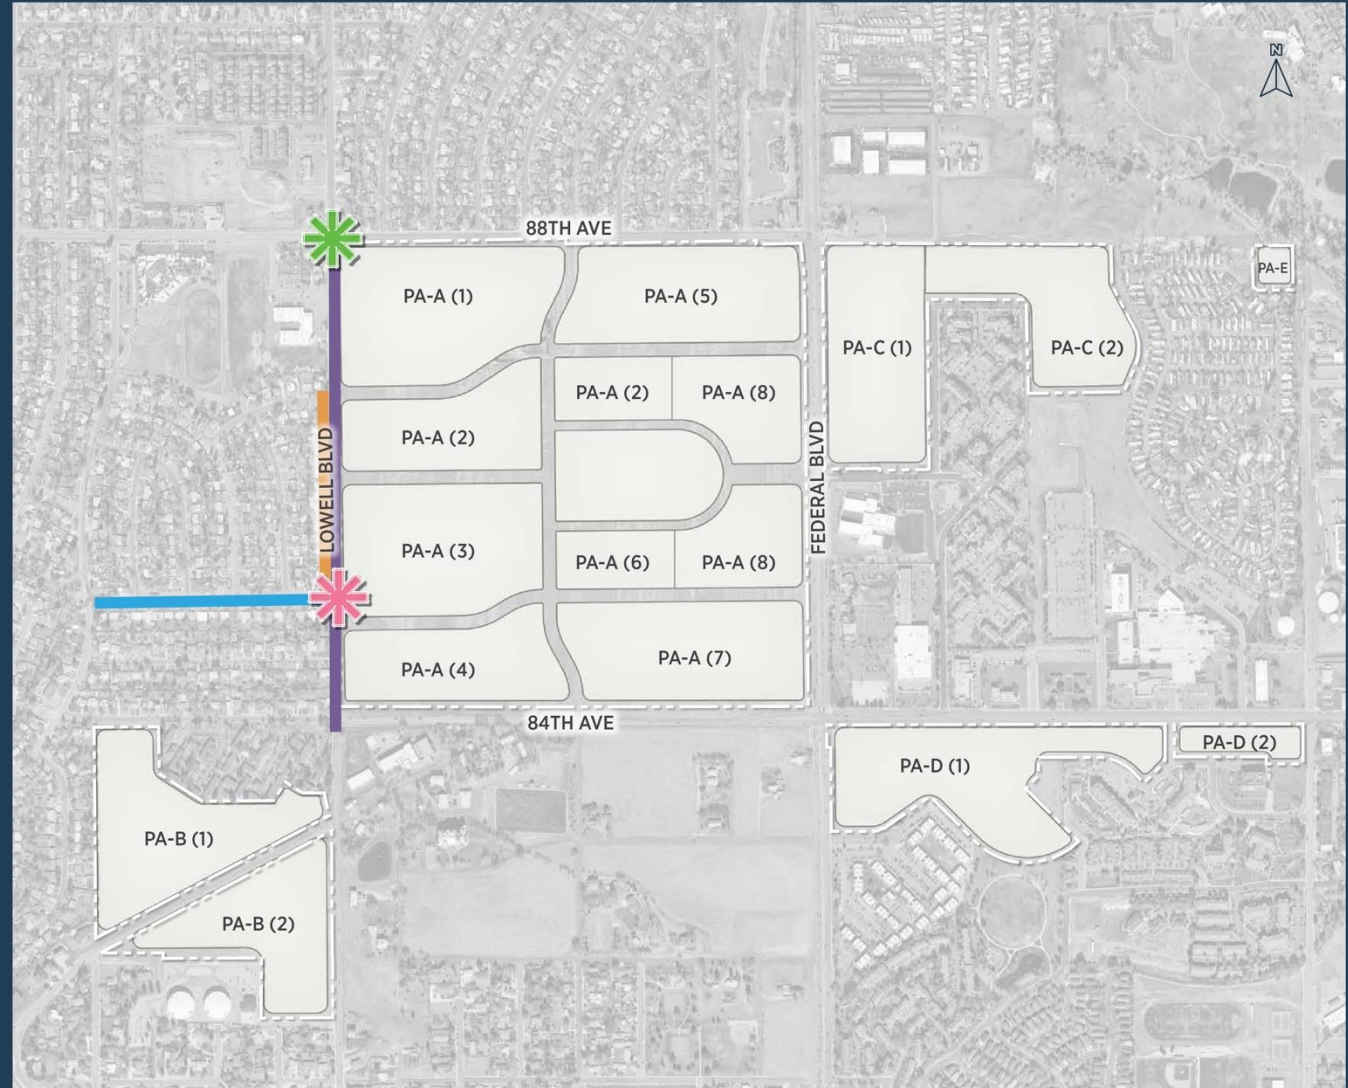 N
88TH AVE
PA-A (1)
PA-A (5)
PA-E
PA-C (1)
PA-C (2)
PA-A (2)
PA-A (8)
PA-A (2)
LOWELL BLVD
FEDERAL BLVD
PA-A (3)
PA-A (6)
PA-A (8)
PA-A (4)
PA-A (7)
84TH AVE
PA-D (1)
PA-D (2)
PA-B (1)
PA-B (2)